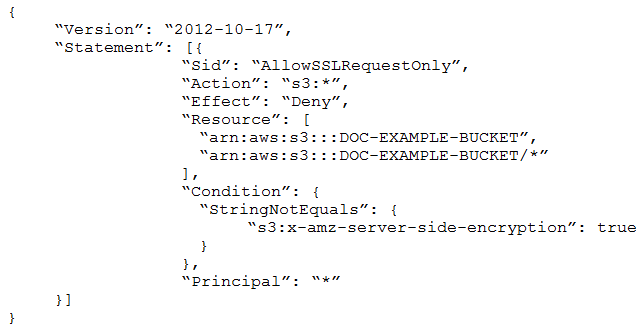 {
“Version”: “2012-10-17”,
“Statement”: [{
“Sid”: “AllowSSLRequestOnly”,
“Action”: “s3:*”,
“Effect”: “Deny”,
“Resource”: [
“arn:aws:s3:::DOC-EXAMPLE-BUCKET”,
“arn:aws:s3:::DOC-EXAMPLE-BUCKET/*”
],
“Condition”: {
“StringNotEquals”: {
“s3:x-amz-server-side-encryption”: true
}
},
“Principal”: “*”
}]
}